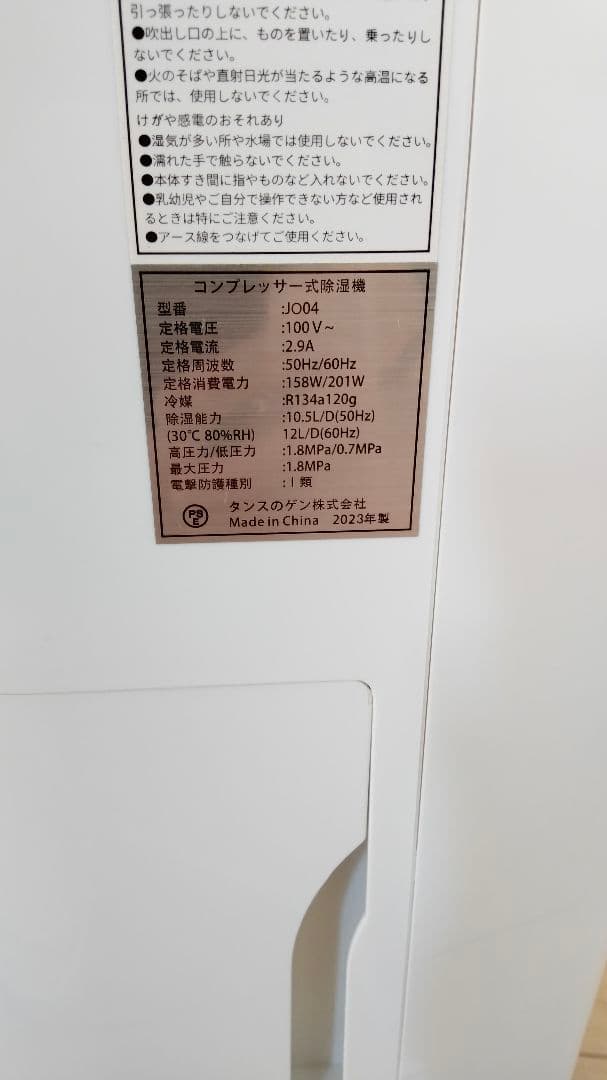 引っ張ったりしないでください。
●吹出し口の上に、ものを置いたり、乗ったりし
ないでください。
●火のそばや直射日光が当たるような高温になる
所では、使用しないでください。
けがや感電のおそれあり
●湿気が多い所や水場では使用しないでください。
●濡れた手で触らないでください。
●本体すき間に指やものなど入れないでください。
●乳幼児やご自分で操作できない方など使用され
るときは特にご注意ください。
●アース線をつなげてご使用ください。
コンプレッサー式除湿機
型番 :JO04
定格電圧 :100V~
定格電流 :2.9A
定格周波数 :50Hz/60Hz
定格消費電力 :158W/201W
冷媒 :R134a120g
除湿能力 :10.5L/D(50Hz)
(30℃ 80%RH) 12L/D(60Hz)
高圧力/低圧力 :1.8MPa/0.7MPa
最大圧力 :1.8MPa
電撃防護種別 :I類
PSE タンスのゲン株式会社
Made in China 2023年製